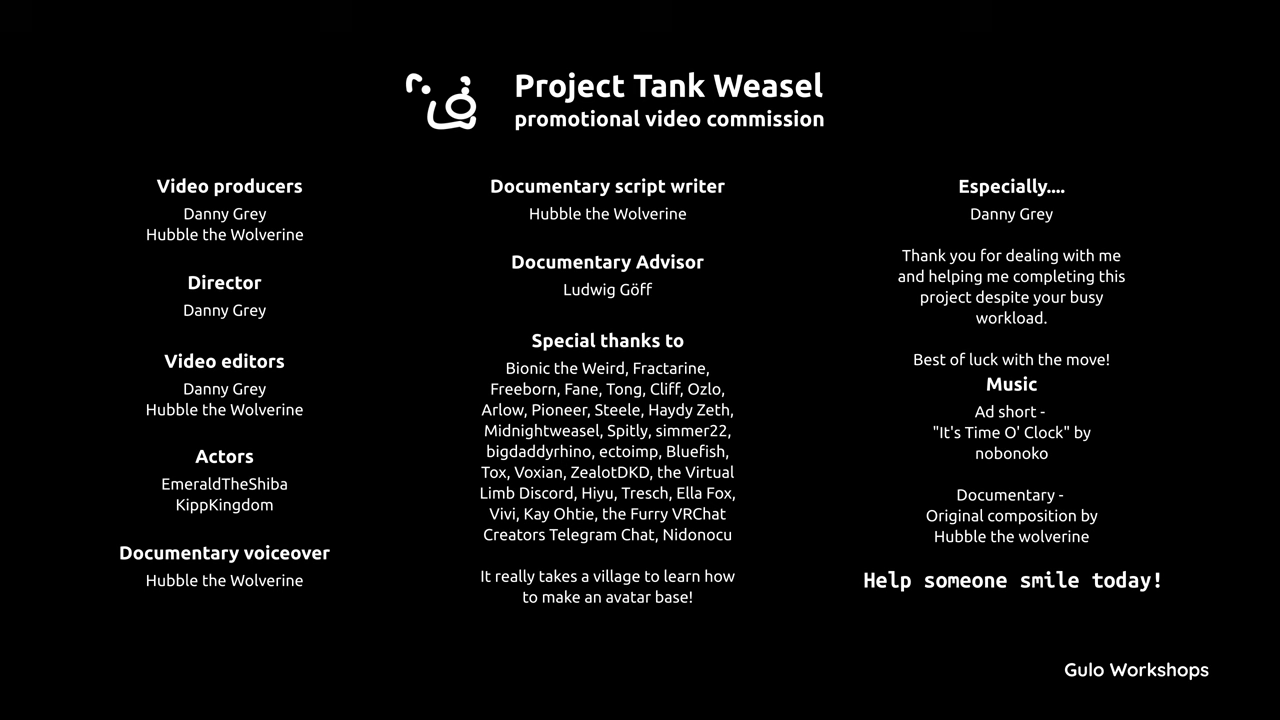 Project Tank Weasel
promotional video commission
Video producers
Danny Grey
Hubble the Wolverine
Director
Danny Grey
Video editors
Danny Grey
Hubble the Wolverine
Actors
EmeraldTheShiba
KippKingdom
Documentary voiceover
Hubble the Wolverine
Documentary script writer
Hubble the Wolverine
Documentary Advisor
Ludwig Göff
Special thanks to
Bionic the Weird, Fractarine,
Freeborn, Fane, Tong, Cliff, Ozlo,
Arlow, Pioneer, Steele, Haydy Zeth,
Midnightweasel, Spitly, simmer22,
bigdaddyrhino, ectoimp, Bluefish,
Tox, Voxian, ZealotDKD, the Virtual
Limb Discord, Hiyu, Tresch, Ella Fox,
Vivi, Kay Ohtie, the Furry VRChat
Creators Telegram Chat, Nidonocu
It really takes a village to learn how
to make an avatar base!
Especially....
Danny Grey
Thank you for dealing with me
and helping me completing this
project despite your busy
workload.
Best of luck with the move!
Music
Ad short -
"It's Time O' Clock" by
nobonoko
Documentary -
Original composition by
Hubble the wolverine
Help someone smile today!
Gulo Workshops